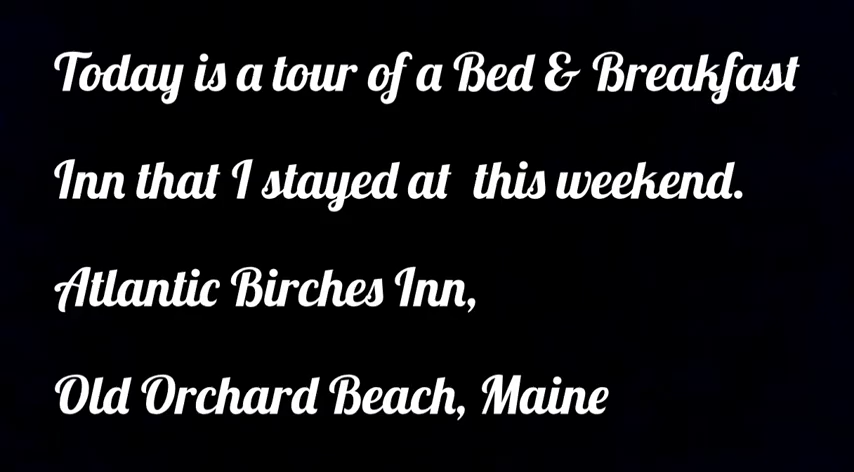 Today is a tour of a Bed & Breakfast
Inn that I stayed at this weekend.
Atlantic Birches Inn,
Old Orchard Beach, Maine